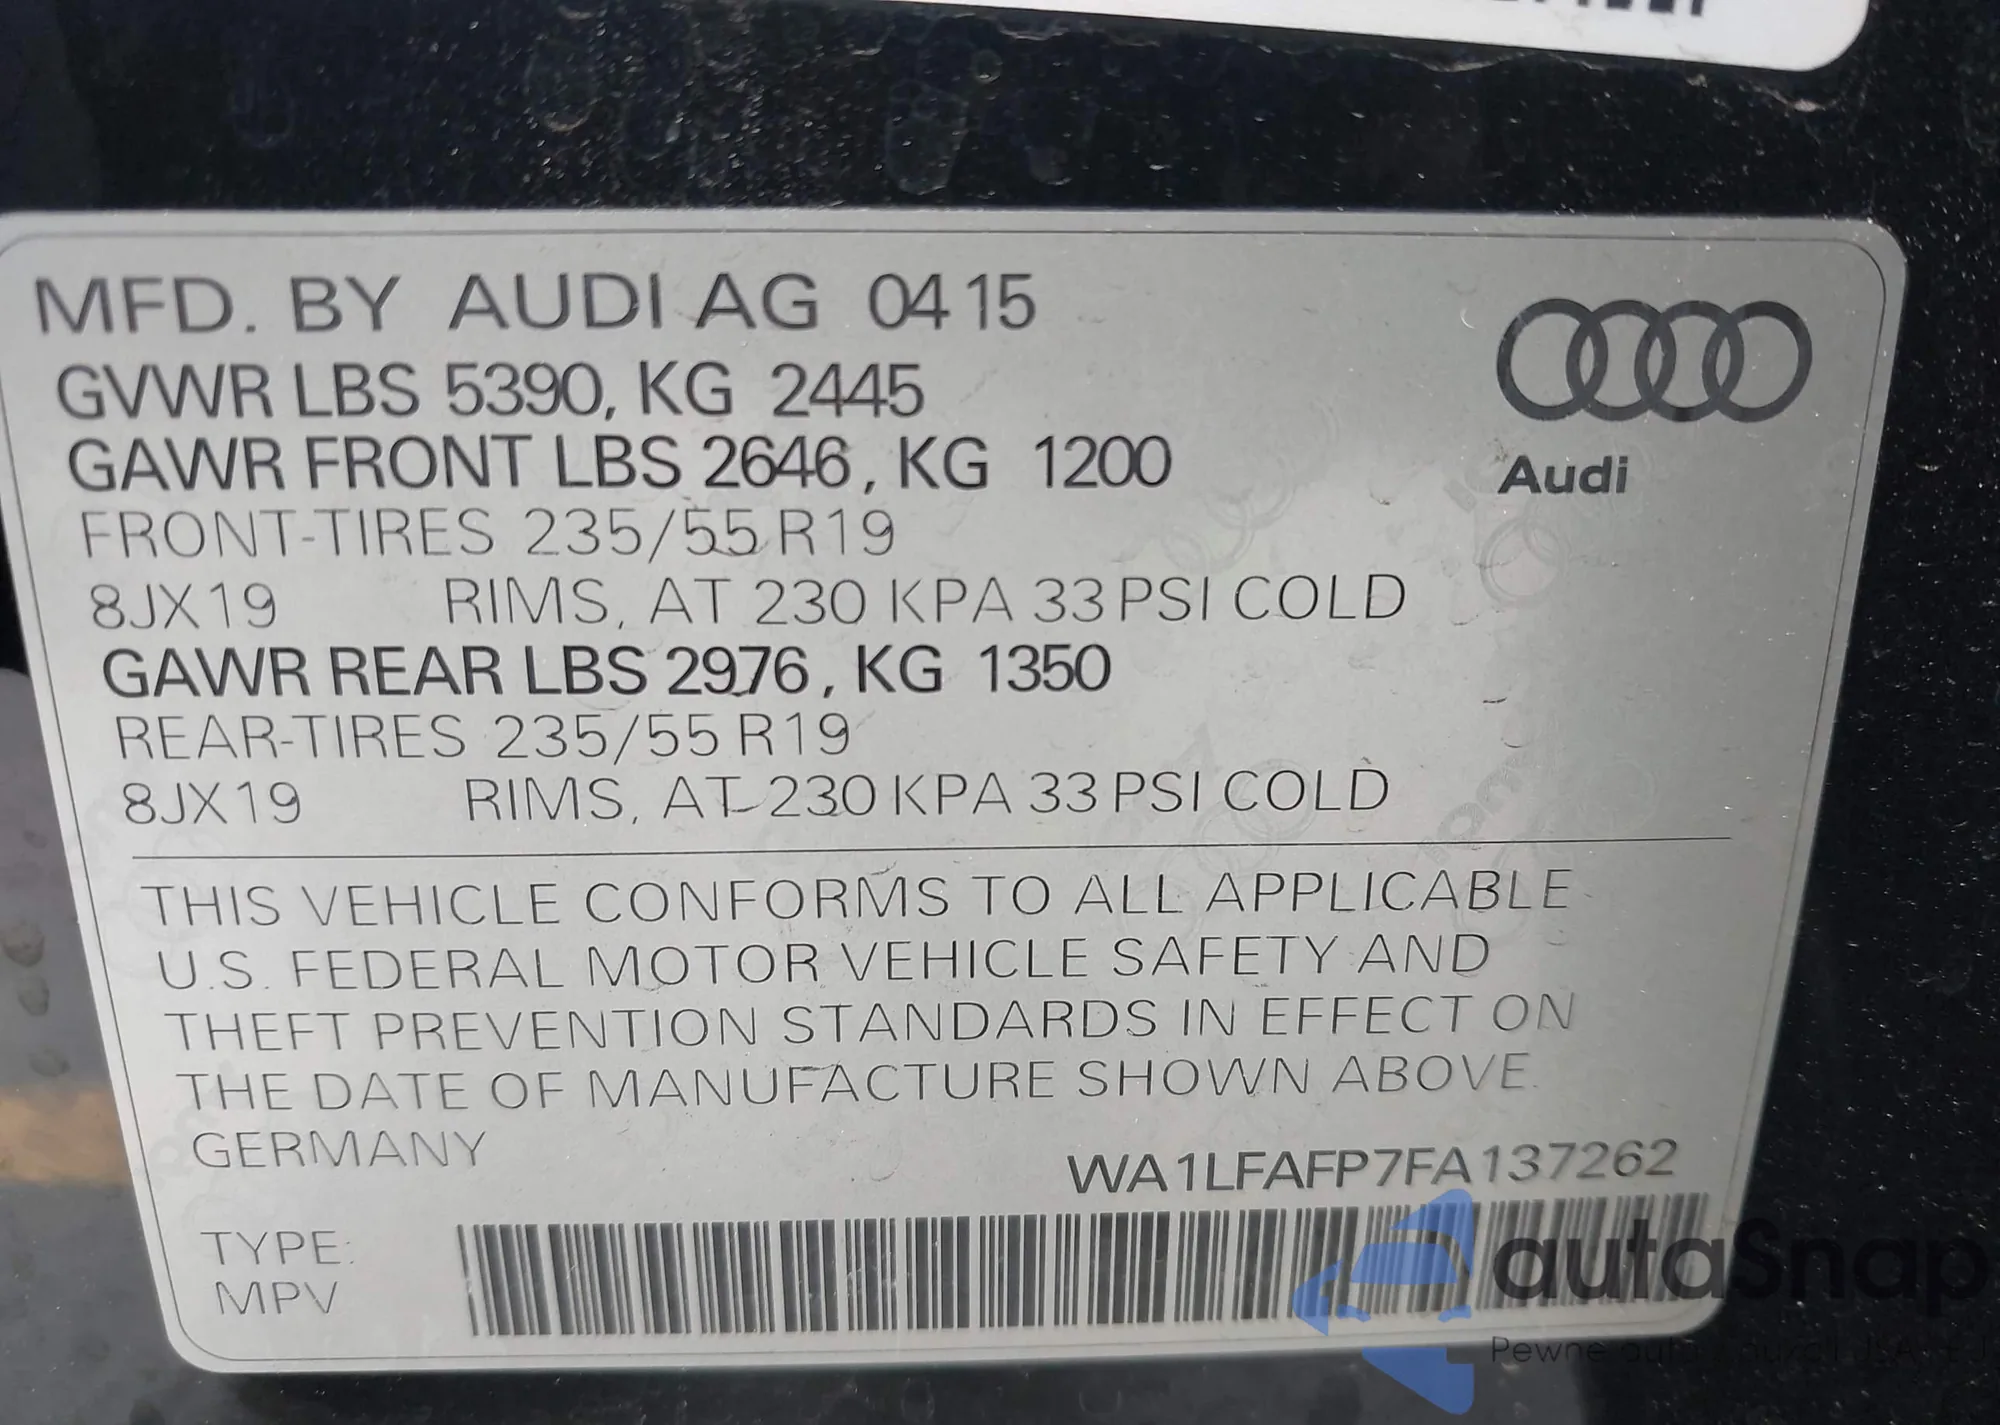 MFD. BY AUDI AG 04 15
GVWR LBS 5390, KG 2445
GAWR FRONT LBS 2646, KG 1200
FRONT-TIRES 235/55 R19
8JX19 RIMS, AT 230 KPA 33 PSI COLD
GAWR REAR LBS 2976, KG 1350
REAR-TIRES 235/55 R19
8JX19 RIMS, AT 230 KPA 33 PSI COLD
Audi
THIS VEHICLE CONFORMS TO ALL APPLICABLE
U.S. FEDERAL MOTOR VEHICLE SAFETY AND
THEFT PREVENTION STANDARDS IN EFFECT ON
THE DATE OF MANUFACTURE SHOWN ABOVE.
GERMANY
WA1LFAFP7FA137262
TYPE:
MPV
autaSnap
Pewne auta